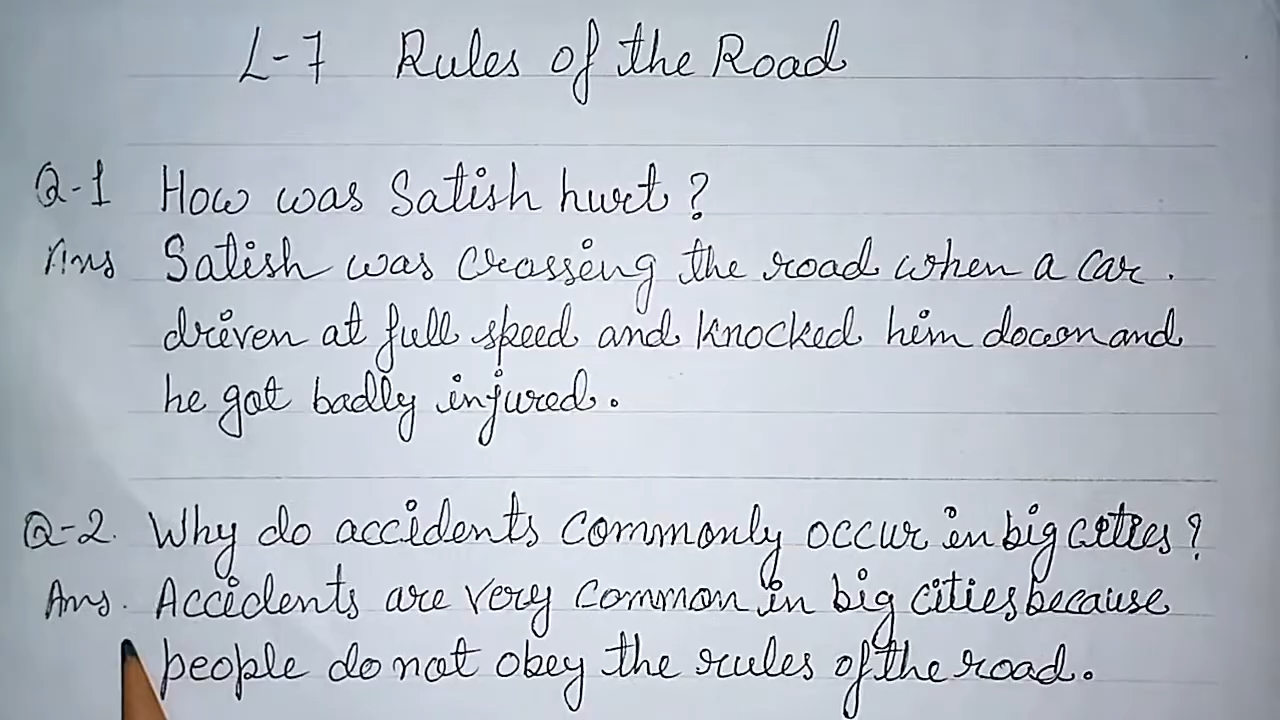 L-7 Rules of the Road
Q-1 How was Satish hurt?
Ans Satish was crossing the road when a car.
driven at full speed and knocked him down and
he got badly injured.
Q-2. Why do accidents commonly occur in big cities?
Ans. Accidents are very common in big cities because
people do not obey the rules of the road.